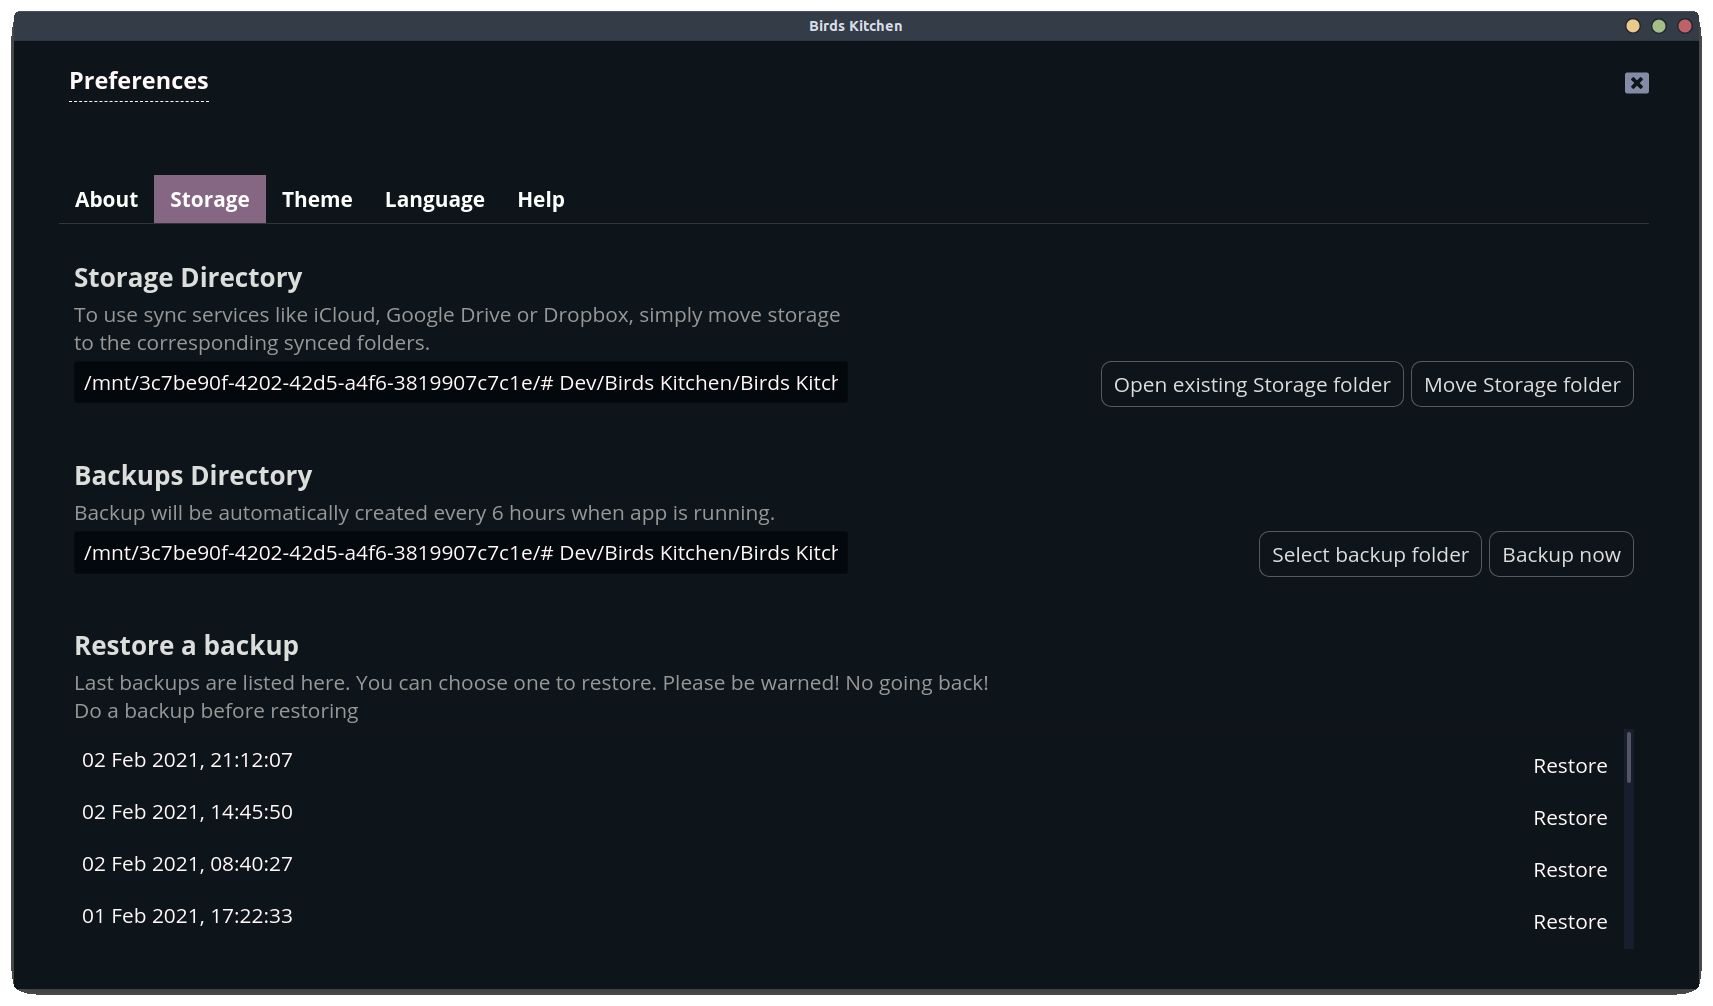 Birds Kitchen
Preferences
About Storage Theme Language Help
Storage Directory
To use sync services like iCloud, Google Drive or Dropbox, simply move storage
to the corresponding synced folders.
/mnt/3c7be90f-4202-42d5-a4f6-3819907c7c1e/# Dev/Birds Kitchen/Birds Kitch
Open existing Storage folder Move Storage folder
Backups Directory
Backup will be automatically created every 6 hours when app is running.
/mnt/3c7be90f-4202-42d5-a4f6-3819907c7c1e/# Dev/Birds Kitchen/Birds Kitch
Select backup folder Backup now
Restore a backup
Last backups are listed here. You can choose one to restore. Please be warned! No going back!
Do a backup before restoring
02 Feb 2021, 21:12:07 Restore
02 Feb 2021, 14:45:50 Restore
02 Feb 2021, 08:40:27 Restore
01 Feb 2021, 17:22:33 Restore